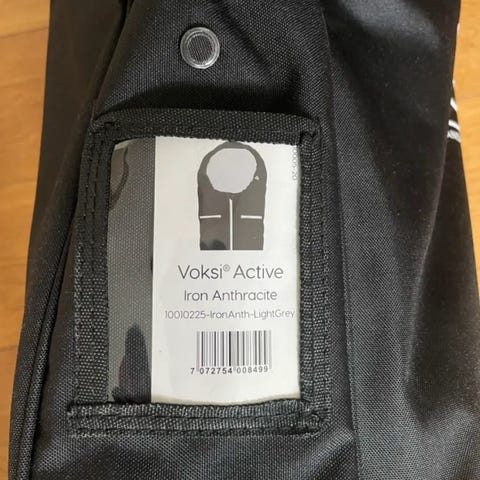 Voksi® Active
Iron Anthracite
10010225-IronAnth-LightGrey
7 072754 008499